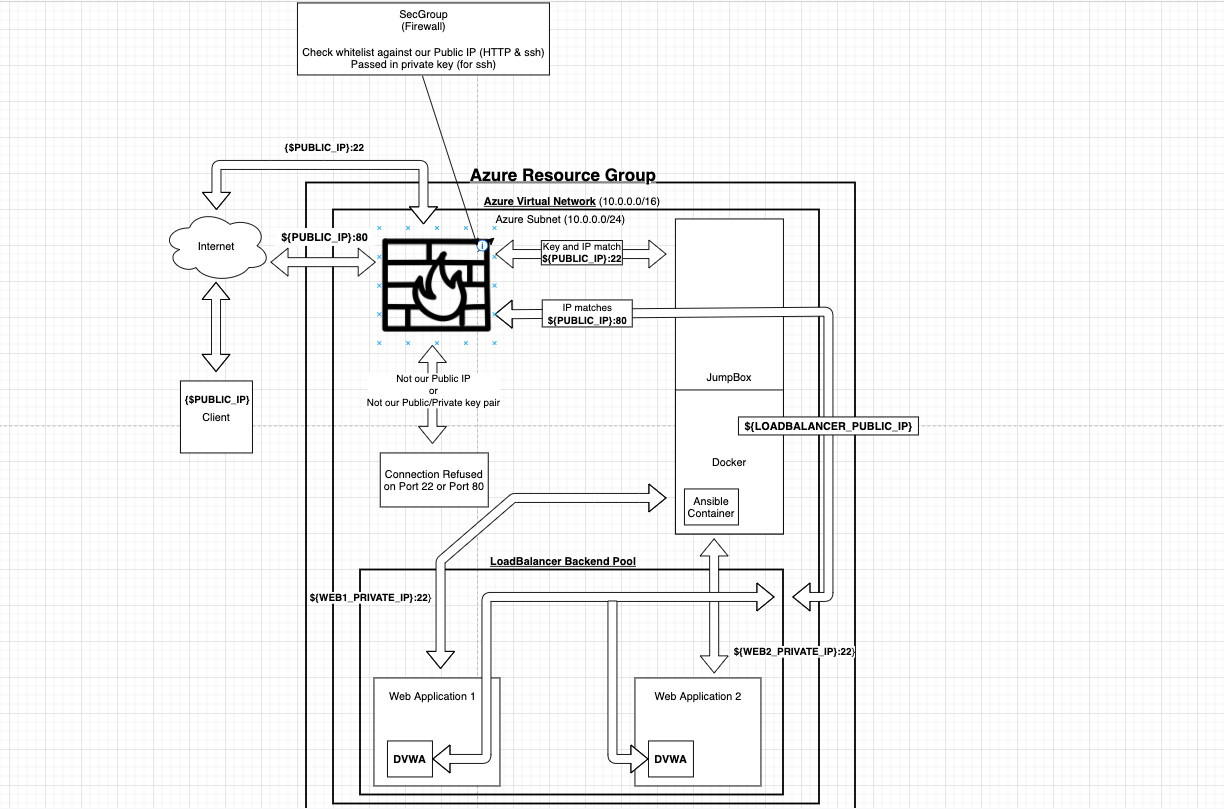 SecGroup
(Firewall)
Check whitelist against our Public IP (HTTP & ssh)
Passed in private key (for ssh)
{$PUBLIC_IP}:22
Azure Resource Group
Azure Virtual Network (10.0.0.0/16)
Azure Subnet (10.0.0.0/24)
Internet
${PUBLIC_IP}:80
Key and IP match
${PUBLIC_IP}:22
IP matches
${PUBLIC_IP}:80
JumpBox
Not our Public IP
or
Not our Public/Private key pair
{$PUBLIC_IP}
Client
${LOADBALANCER_PUBLIC_IP}
Connection Refused
on Port 22 or Port 80
Docker
Ansible
Container
LoadBalancer Backend Pool
${WEB1_PRIVATE_IP}:22}
${WEB2_PRIVATE_IP}:22}
Web Application 1
Web Application 2
DVWA
DVWA